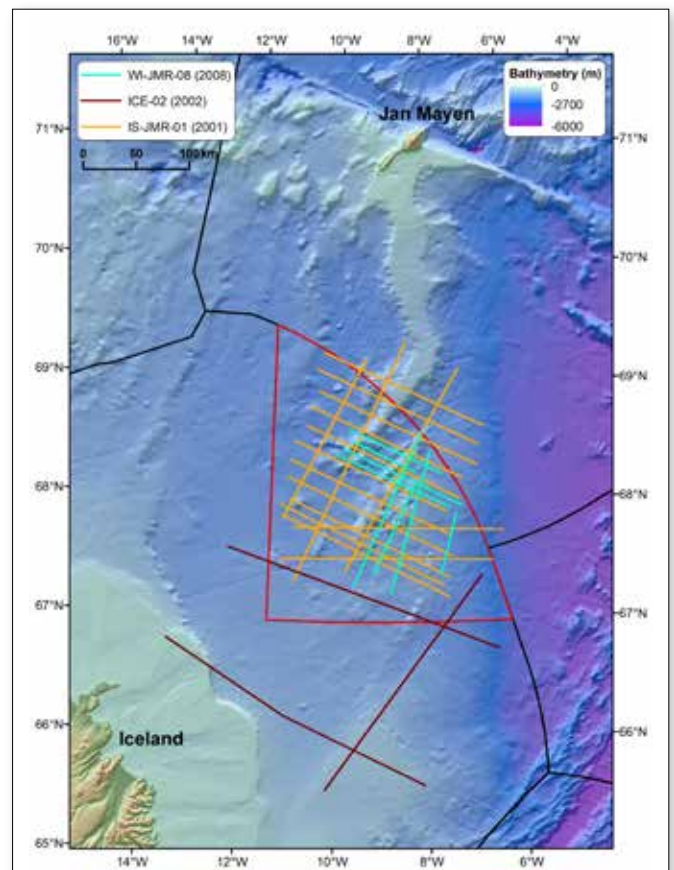 16°W 14°W 12°W 10°W 8°W 6°W 4°W
WI-JMR-08 (2008)
ICE-02 (2002)
IS-JMR-01 (2001)
0 50 100 km
Bathymetry (m)
0
-2700
-6000
Jan Mayen
71°N 71°N
70°N 70°N
69°N 69°N
68°N 68°N
67°N 67°N
66°N 66°N
Iceland
65°N
14°W 12°W 10°W 8°W 6°W